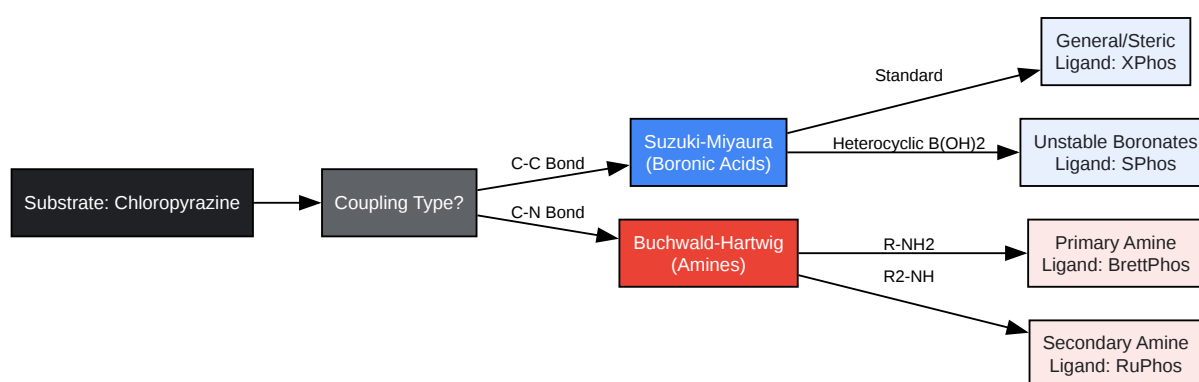 Substrate: Chloropyrazine
Coupling Type?
C-C Bond
C-N Bond
Suzuki-Miyaura
(Boronic Acids)
Buchwald-Hartwig
(Amines)
Standard
Heterocyclic B(OH)2
R-NH2
R2-NH
General/Steric
Ligand: XPhos
Unstable Boronates
Ligand: SPhos
Primary Amine
Ligand: BrettPhos
Secondary Amine
Ligand: RuPhos